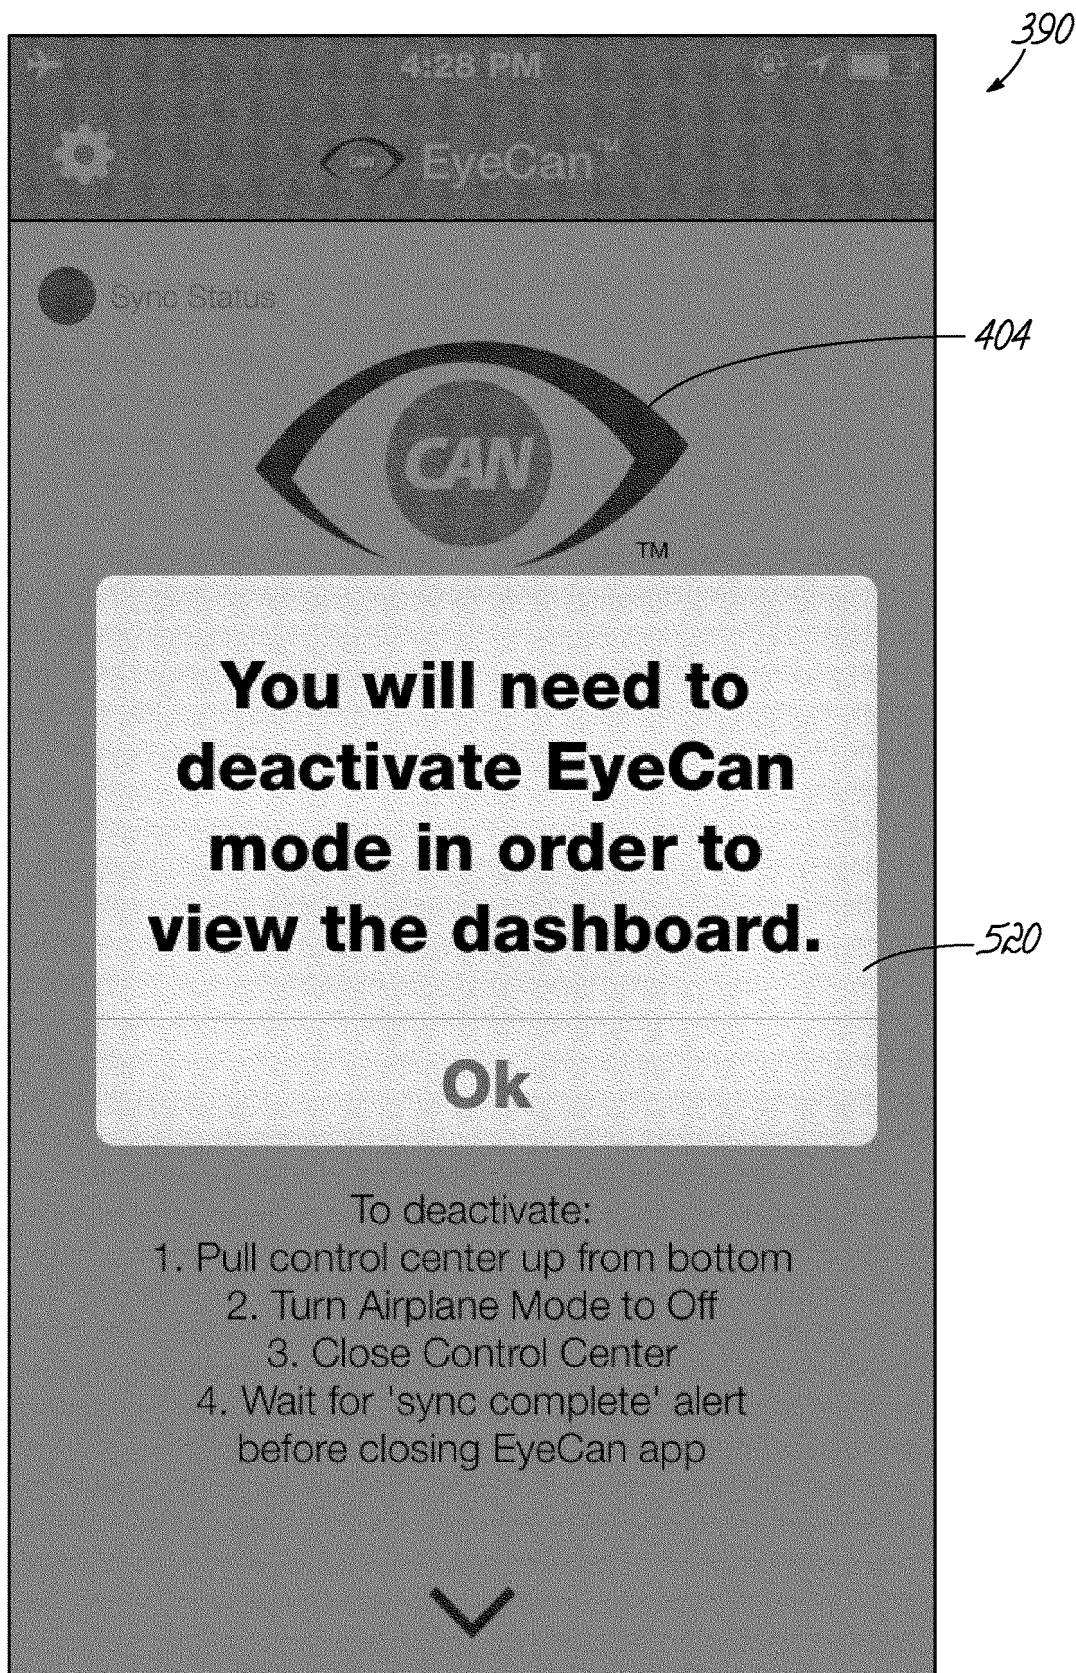 390
4:28 PM
CAN EyeCan™
Sync Status
404
CAN
TM
You will need to
deactivate EyeCan
mode in order to
view the dashboard.
520
Ok
To deactivate:
1. Pull control center up from bottom
2. Turn Airplane Mode to Off
3. Close Control Center
4. Wait for 'sync complete' alert
before closing EyeCan app